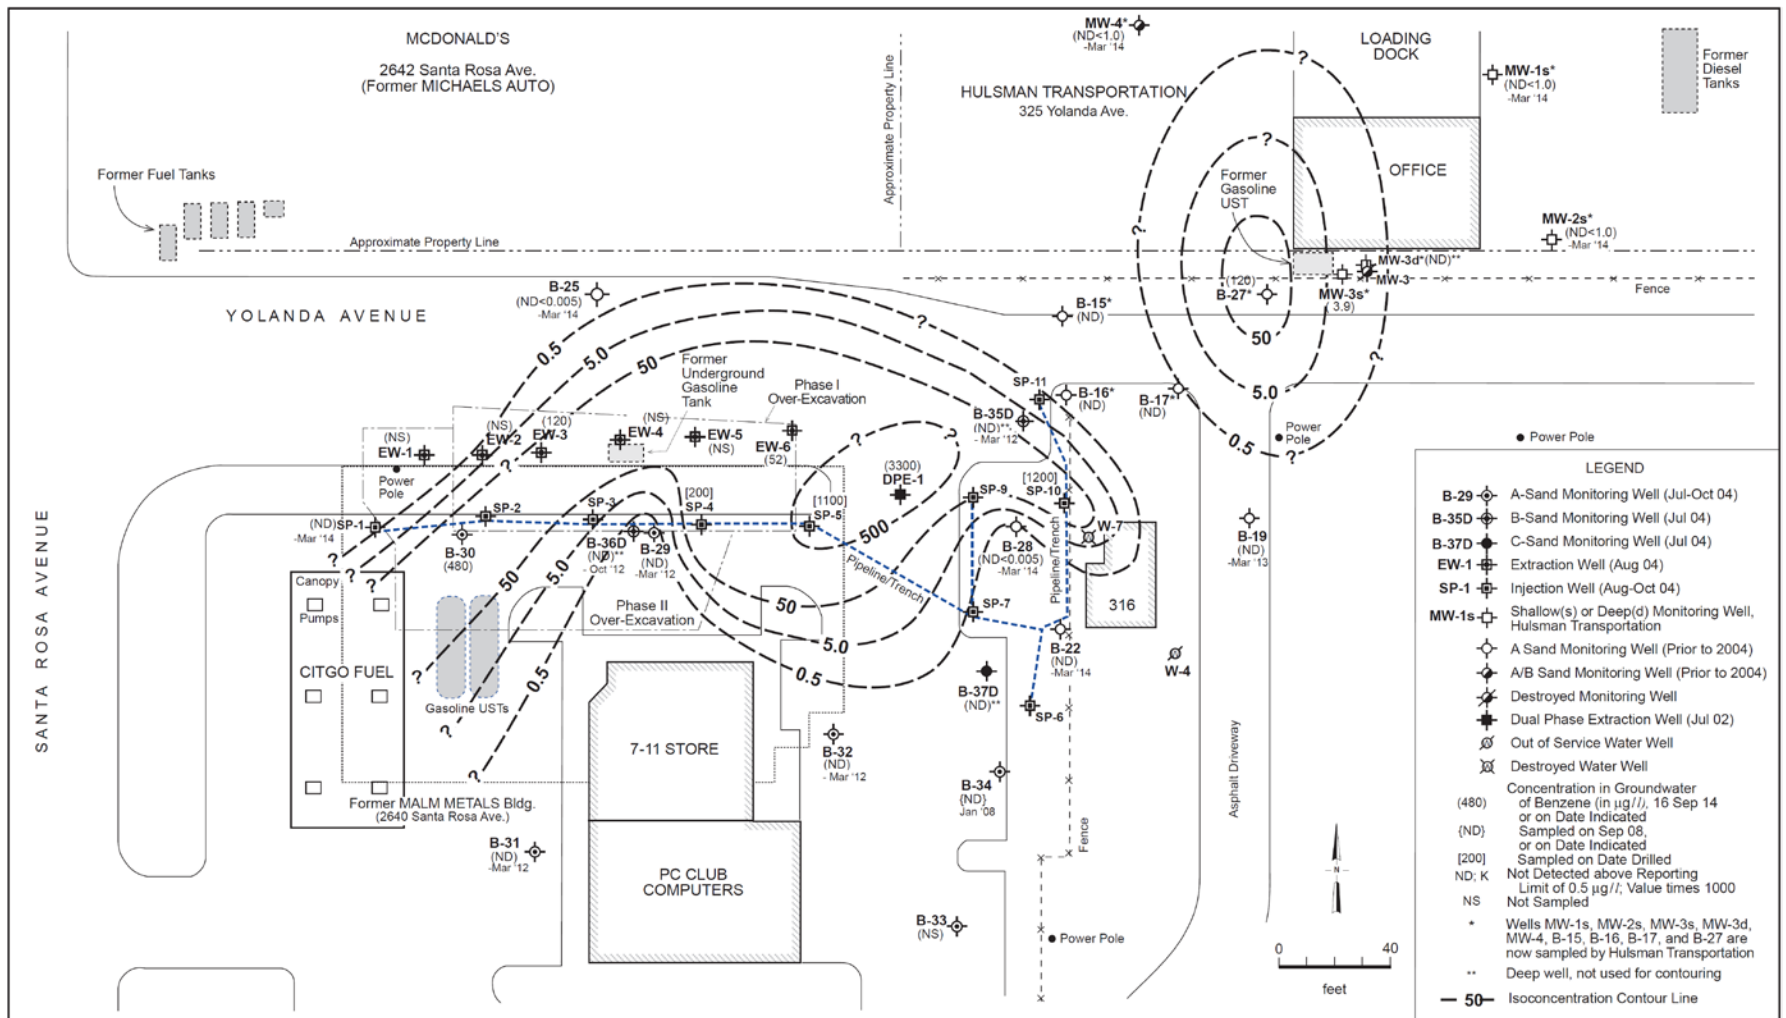 MCDONALD'S
2642 Santa Rosa Ave.
(Former MICHAELS AUTO)
Former Fuel Tanks
Approximate Property Line
Approximate Property Line
MW-4*
(ND<1.0)
-Mar '14
HULSMAN TRANSPORTATION
325 Yolanda Ave.
LOADING
DOCK
MW-1s*
(ND<1.0)
-Mar '14
Former
Diesel
Tanks
OFFICE
Former
Gasoline
UST
MW-2s*
(ND<1.0)
-Mar '14
MW-3d*(ND)**
MW-3
MW-3s*
(3.9)
(120)
B-27*
Fence
?
?
?
?
?
?
50
5.0
0.5
B-25
(ND<0.005)
-Mar '14
YOLANDA AVENUE
B-15*
(ND)
0.5
5.0
50
?
Former
Underground
Gasoline
Tank
Phase I
Over-Excavation
SP-11
B-16*
(ND)
B-17*
(ND)
B-35D
(ND)**
- Mar '12
Power
Pole
Power Pole
Power Pole
(NS)
EW-1
(NS)
EW-2
(120)
EW-3
(NS)
EW-4
EW-5
(NS)
EW-6
(52)
?
?
?
?
(3300)
DPE-1
500
Power
Pole
(ND)
-Mar '14
SP-1
SP-2
SP-3
[200]
SP-4
[1100]
SP-5
SP-9
[1200]
SP-10
?
W-7
B-30
(480)
B-36D
(ND)**
- Oct '12
B-29
(ND)
-Mar '12
B-28
(ND<0.005)
-Mar '14
B-19
(ND)
-Mar '13
Pipeline/Trench
Pipeline/Trench
SP-7
316
?
?
?
50
5.0
0.5
50
5.0
0.5
?
?
?
Canopy
Pumps
CITGO FUEL
Gasoline USTs
Phase II
Over-Excavation
B-22
(ND)
-Mar '14
W-4
B-37D
(ND)**
SP-6
7-11 STORE
B-32
(ND)
- Mar '12
B-34
{ND}
Jan '08
Former MALM METALS Bldg.
(2640 Santa Rosa Ave.)
B-31
(ND)
-Mar '12
PC CLUB
COMPUTERS
B-33
(NS)
Power Pole
Fence
Asphalt Driveway
SANTA ROSA AVENUE
N
0 40
feet
LEGEND
B-29 A-Sand Monitoring Well (Jul-Oct 04)
B-35D B-Sand Monitoring Well (Jul 04)
B-37D C-Sand Monitoring Well (Jul 04)
EW-1 Extraction Well (Aug 04)
SP-1 Injection Well (Aug-Oct 04)
MW-1s Shallow(s) or Deep(d) Monitoring Well,
Hulsman Transportation
A Sand Monitoring Well (Prior to 2004)
A/B Sand Monitoring Well (Prior to 2004)
Destroyed Monitoring Well
Dual Phase Extraction Well (Jul 02)
Out of Service Water Well
Destroyed Water Well
Concentration in Groundwater
(480) of Benzene (in µg/l), 16 Sep 14
or on Date Indicated
{ND} Sampled on Sep 08,
or on Date Indicated
[200] Sampled on Date Drilled
ND; K Not Detected above Reporting
Limit of 0.5 µg/l; Value times 1000
NS Not Sampled
* Wells MW-1s, MW-2s, MW-3s, MW-3d,
MW-4, B-15, B-16, B-17, and B-27 are
now sampled by Hulsman Transportation
** Deep well, not used for contouring
50 Isoconcentration Contour Line